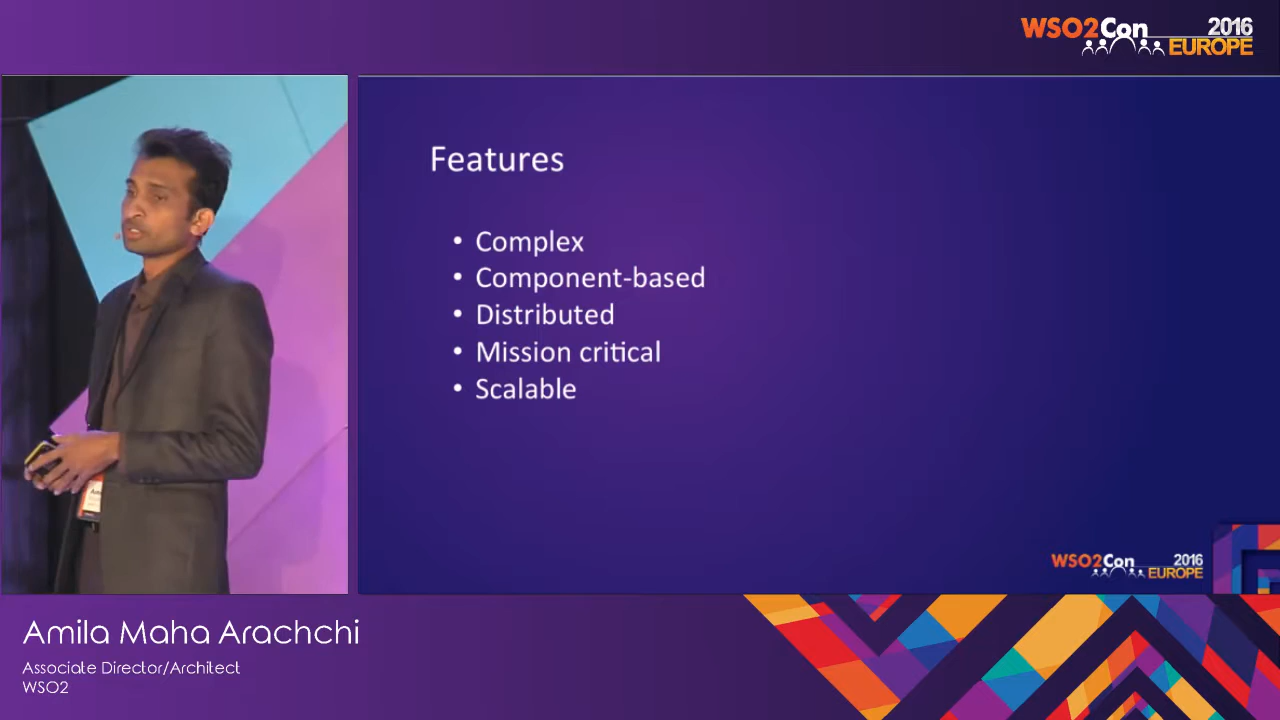 WSO2Con 2016
EUROPE
Features
• Complex
• Component-based
• Distributed
• Mission critical
• Scalable
WSO2Con 2016
EUROPE
Amila Maha Arachchi
Associate Director/Architect
WSO2